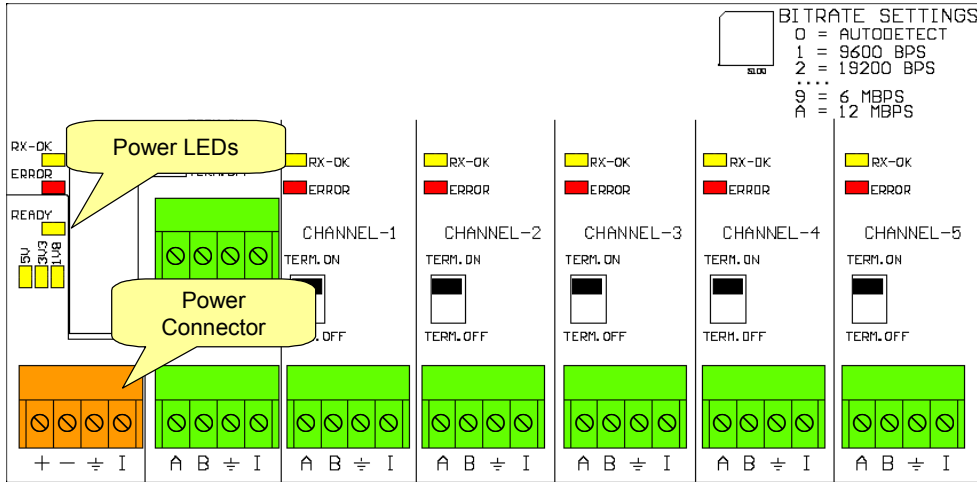 BITRATE SETTINGS
0 = AUTODETECT
1 = 9600 BPS
2 = 19200 BPS
....
9 = 6 MBPS
A = 12 MBPS
S100
Power LEDs
RX-OK
ERROR
READY
5V
3V3
1V8
RX-OK
ERROR
CHANNEL-1
TERM. ON
TERM. OFF
RX-OK
ERROR
CHANNEL-2
TERM. ON
TERM. OFF
RX-OK
ERROR
CHANNEL-3
TERM. ON
TERM. OFF
RX-OK
ERROR
CHANNEL-4
TERM. ON
TERM. OFF
RX-OK
ERROR
CHANNEL-5
TERM. ON
TERM. OFF
Power
Connector
+ − ⏚ I
A B ⏚ I
A B ⏚ I
A B ⏚ I
A B ⏚ I
A B ⏚ I
A B ⏚ I